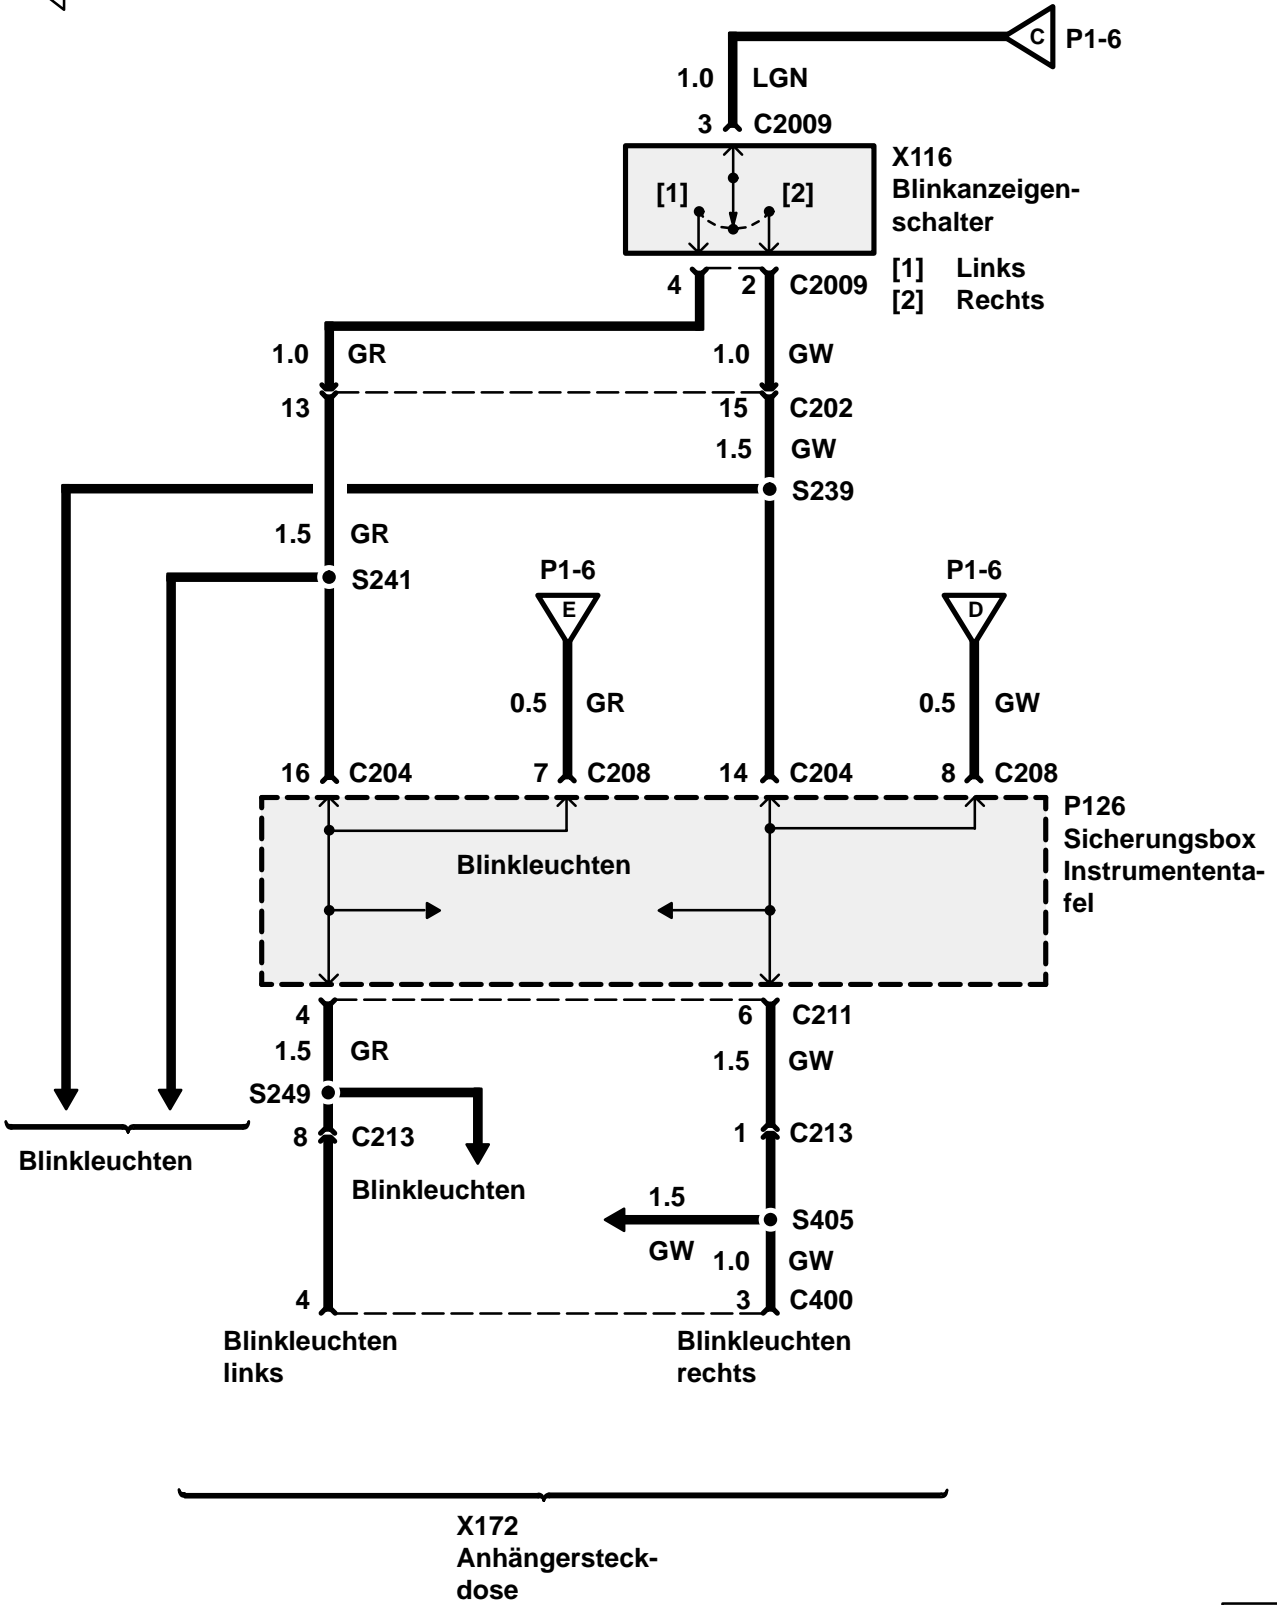 C P1-6
1.0 LGN
3 C2009
X116
Blinkanzeigen-
schalter
[1] [2]
[1] Links
[2] Rechts
4 2 C2009
1.0 GR 1.0 GW
13 15 C202
1.5 GW
S239
1.5 GR
S241
P1-6 P1-6
E D
0.5 GR 0.5 GW
16 C204 7 C208 14 C204 8 C208
P126
Sicherungsbox
Instrumententa-
fel
Blinkleuchten
4 6 C211
1.5 GR 1.5 GW
S249
8 C213 1 C213
Blinkleuchten
Blinkleuchten
1.5
S405
GW 1.0 GW
4 3 C400
Blinkleuchten
links
Blinkleuchten
rechts
X172
Anhängersteck-
dose